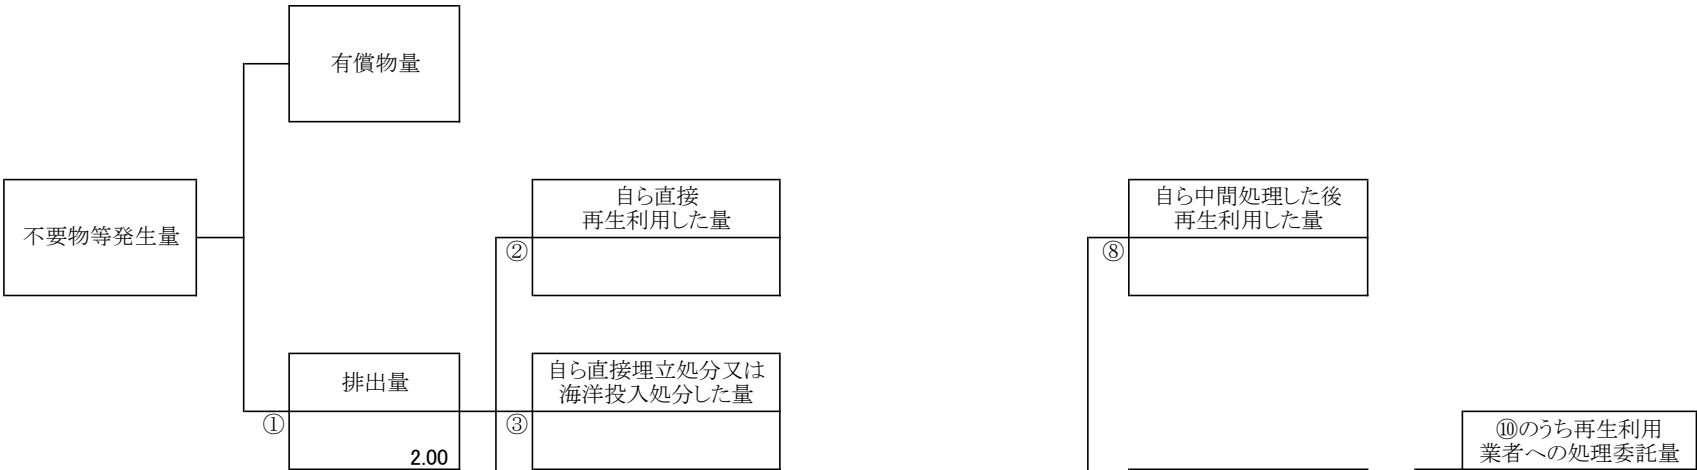 有償物量
不要物等発生量
自ら直接
再生利用した量
②
自ら中間処理した後
再生利用した量
⑧
排出量
①
2.00
自ら直接埋立処分又は
海洋投入処分した量
③
⑩のうち再生利用
業者への処理委託量